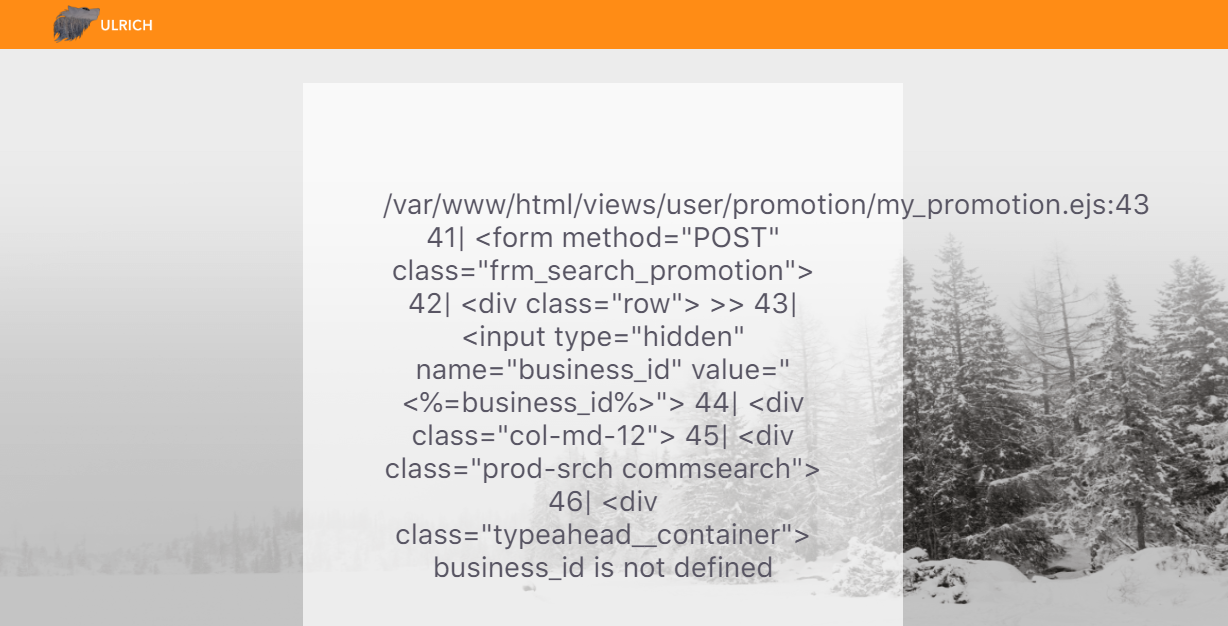 ULRICH
/var/www/html/views/user/promotion/my_promotion.ejs:43
41| <form method="POST"
class="frm_search_promotion">
42| <div class="row"> >> 43|
<input type="hidden"
name="business_id" value="
<%=business_id%>"> 44| <div
class="col-md-12"> 45| <div
class="prod-srch commsearch">
46| <div
class="typeahead__container">
business_id is not defined